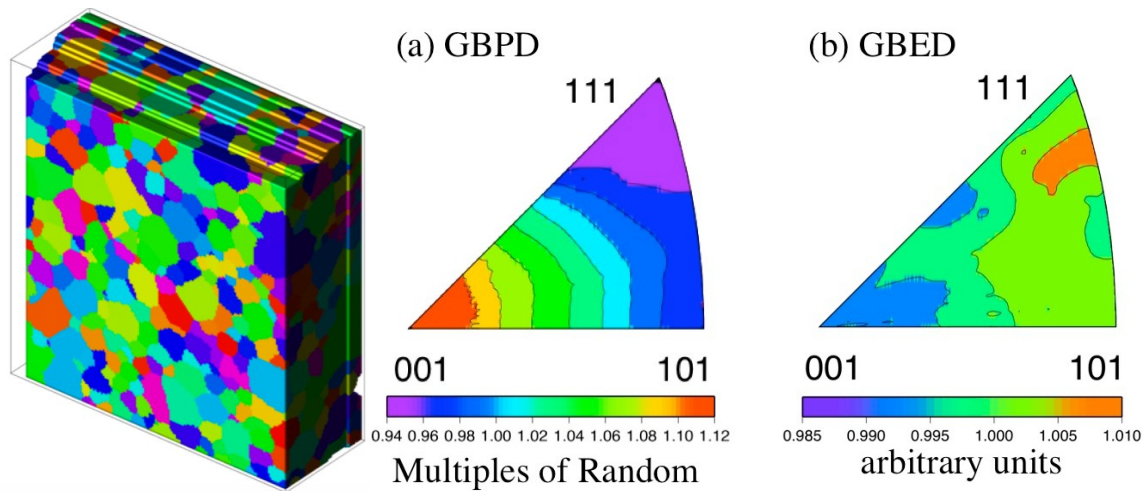 (a) GBPD
111
001
101
0.94 0.96 0.98 1.00 1.02 1.04 1.06 1.08 1.10 1.12
Multiples of Random
(b) GBED
111
001
101
0.985 0.990 0.995 1.000 1.005 1.010
arbitrary units